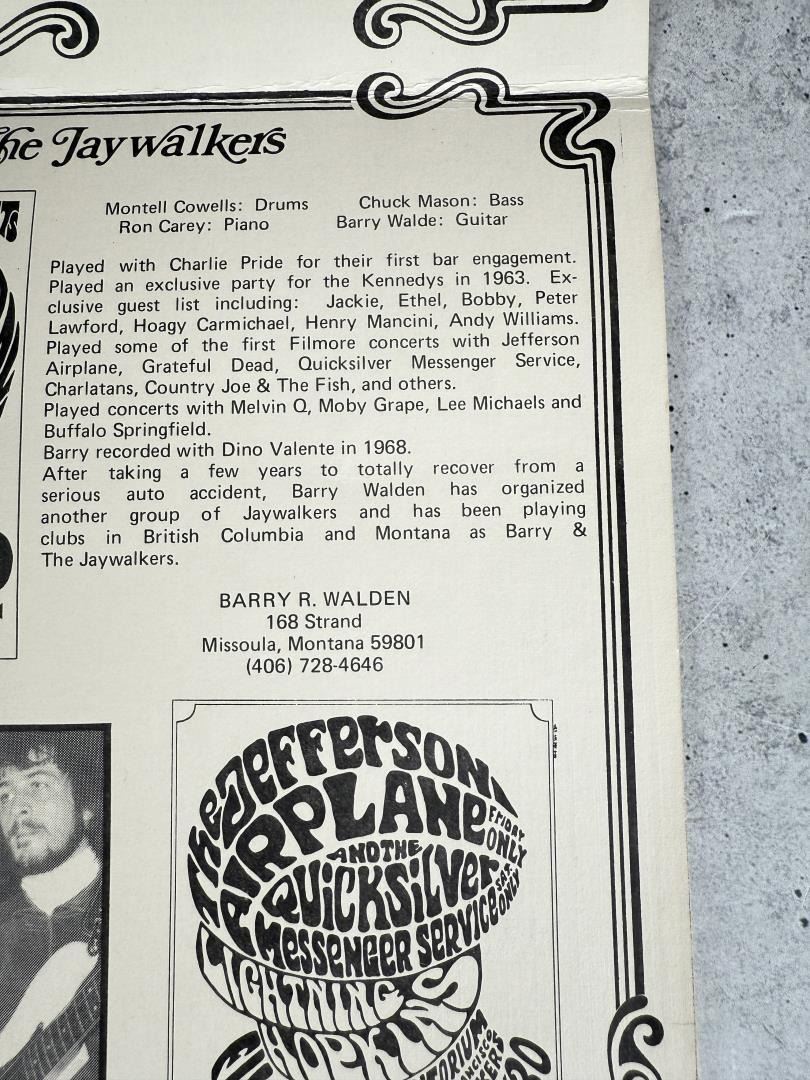 he Jaywalkers
Montell Cowells: Drums Chuck Mason: Bass
Ron Carey: Piano Barry Walde: Guitar
Played with Charlie Pride for their first bar engagement.
Played an exclusive party for the Kennedys in 1963. Ex-
clusive guest list including: Jackie, Ethel, Bobby, Peter
Lawford, Hoagy Carmichael, Henry Mancini, Andy Williams.
Played some of the first Filmore concerts with Jefferson
Airplane, Grateful Dead, Quicksilver Messenger Service,
Charlatans, Country Joe & The Fish, and others.
Played concerts with Melvin Q, Moby Grape, Lee Michaels and
Buffalo Springfield.
Barry recorded with Dino Valente in 1968.
After taking a few years to totally recover from a
serious auto accident, Barry Walden has organized
another group of Jaywalkers and has been playing
clubs in British Columbia and Montana as Barry &
The Jaywalkers.
BARRY R. WALDEN
168 Strand
Missoula, Montana 59801
(406) 728-4646
The JEFFERSON
AIRPLANE
FRIDAY
ONLY
AND THE
QUICKSILVER
SAT.
ONLY
MESSENGER SERVICE
LIGHTNING
HOPKINS